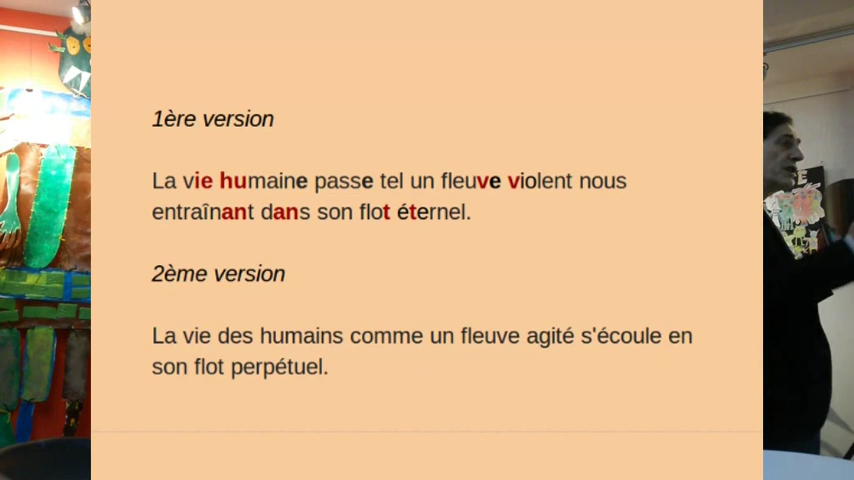 1ère version
La vie humaine passe tel un fleuve violent nous
entraînant dans son flot éternel.
2ème version
La vie des humains comme un fleuve agité s'écoule en
son flot perpétuel.